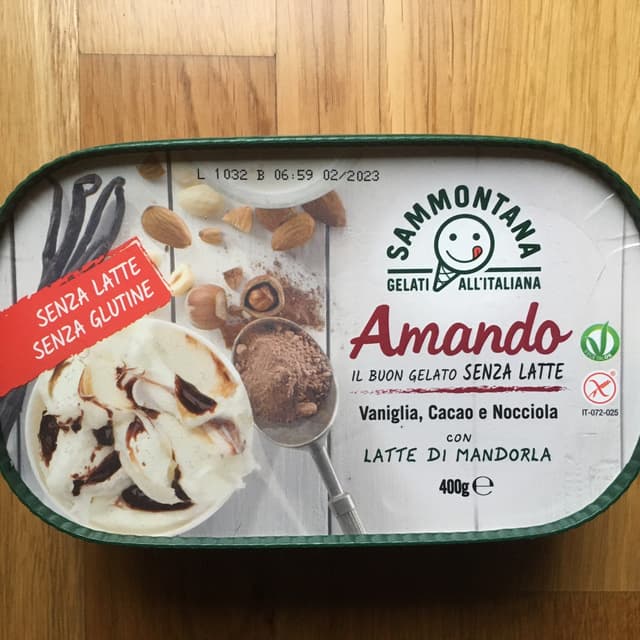 L 1032 B 06:59 02/2023
SAMMONTANA
GELATI ALL'ITALIANA
SENZA LATTE
SENZA GLUTINE
Amando
IL BUON GELATO SENZA LATTE
Vaniglia, Cacao e Nocciola
CON
LATTE DI MANDORLA
400g e
IT-072-025